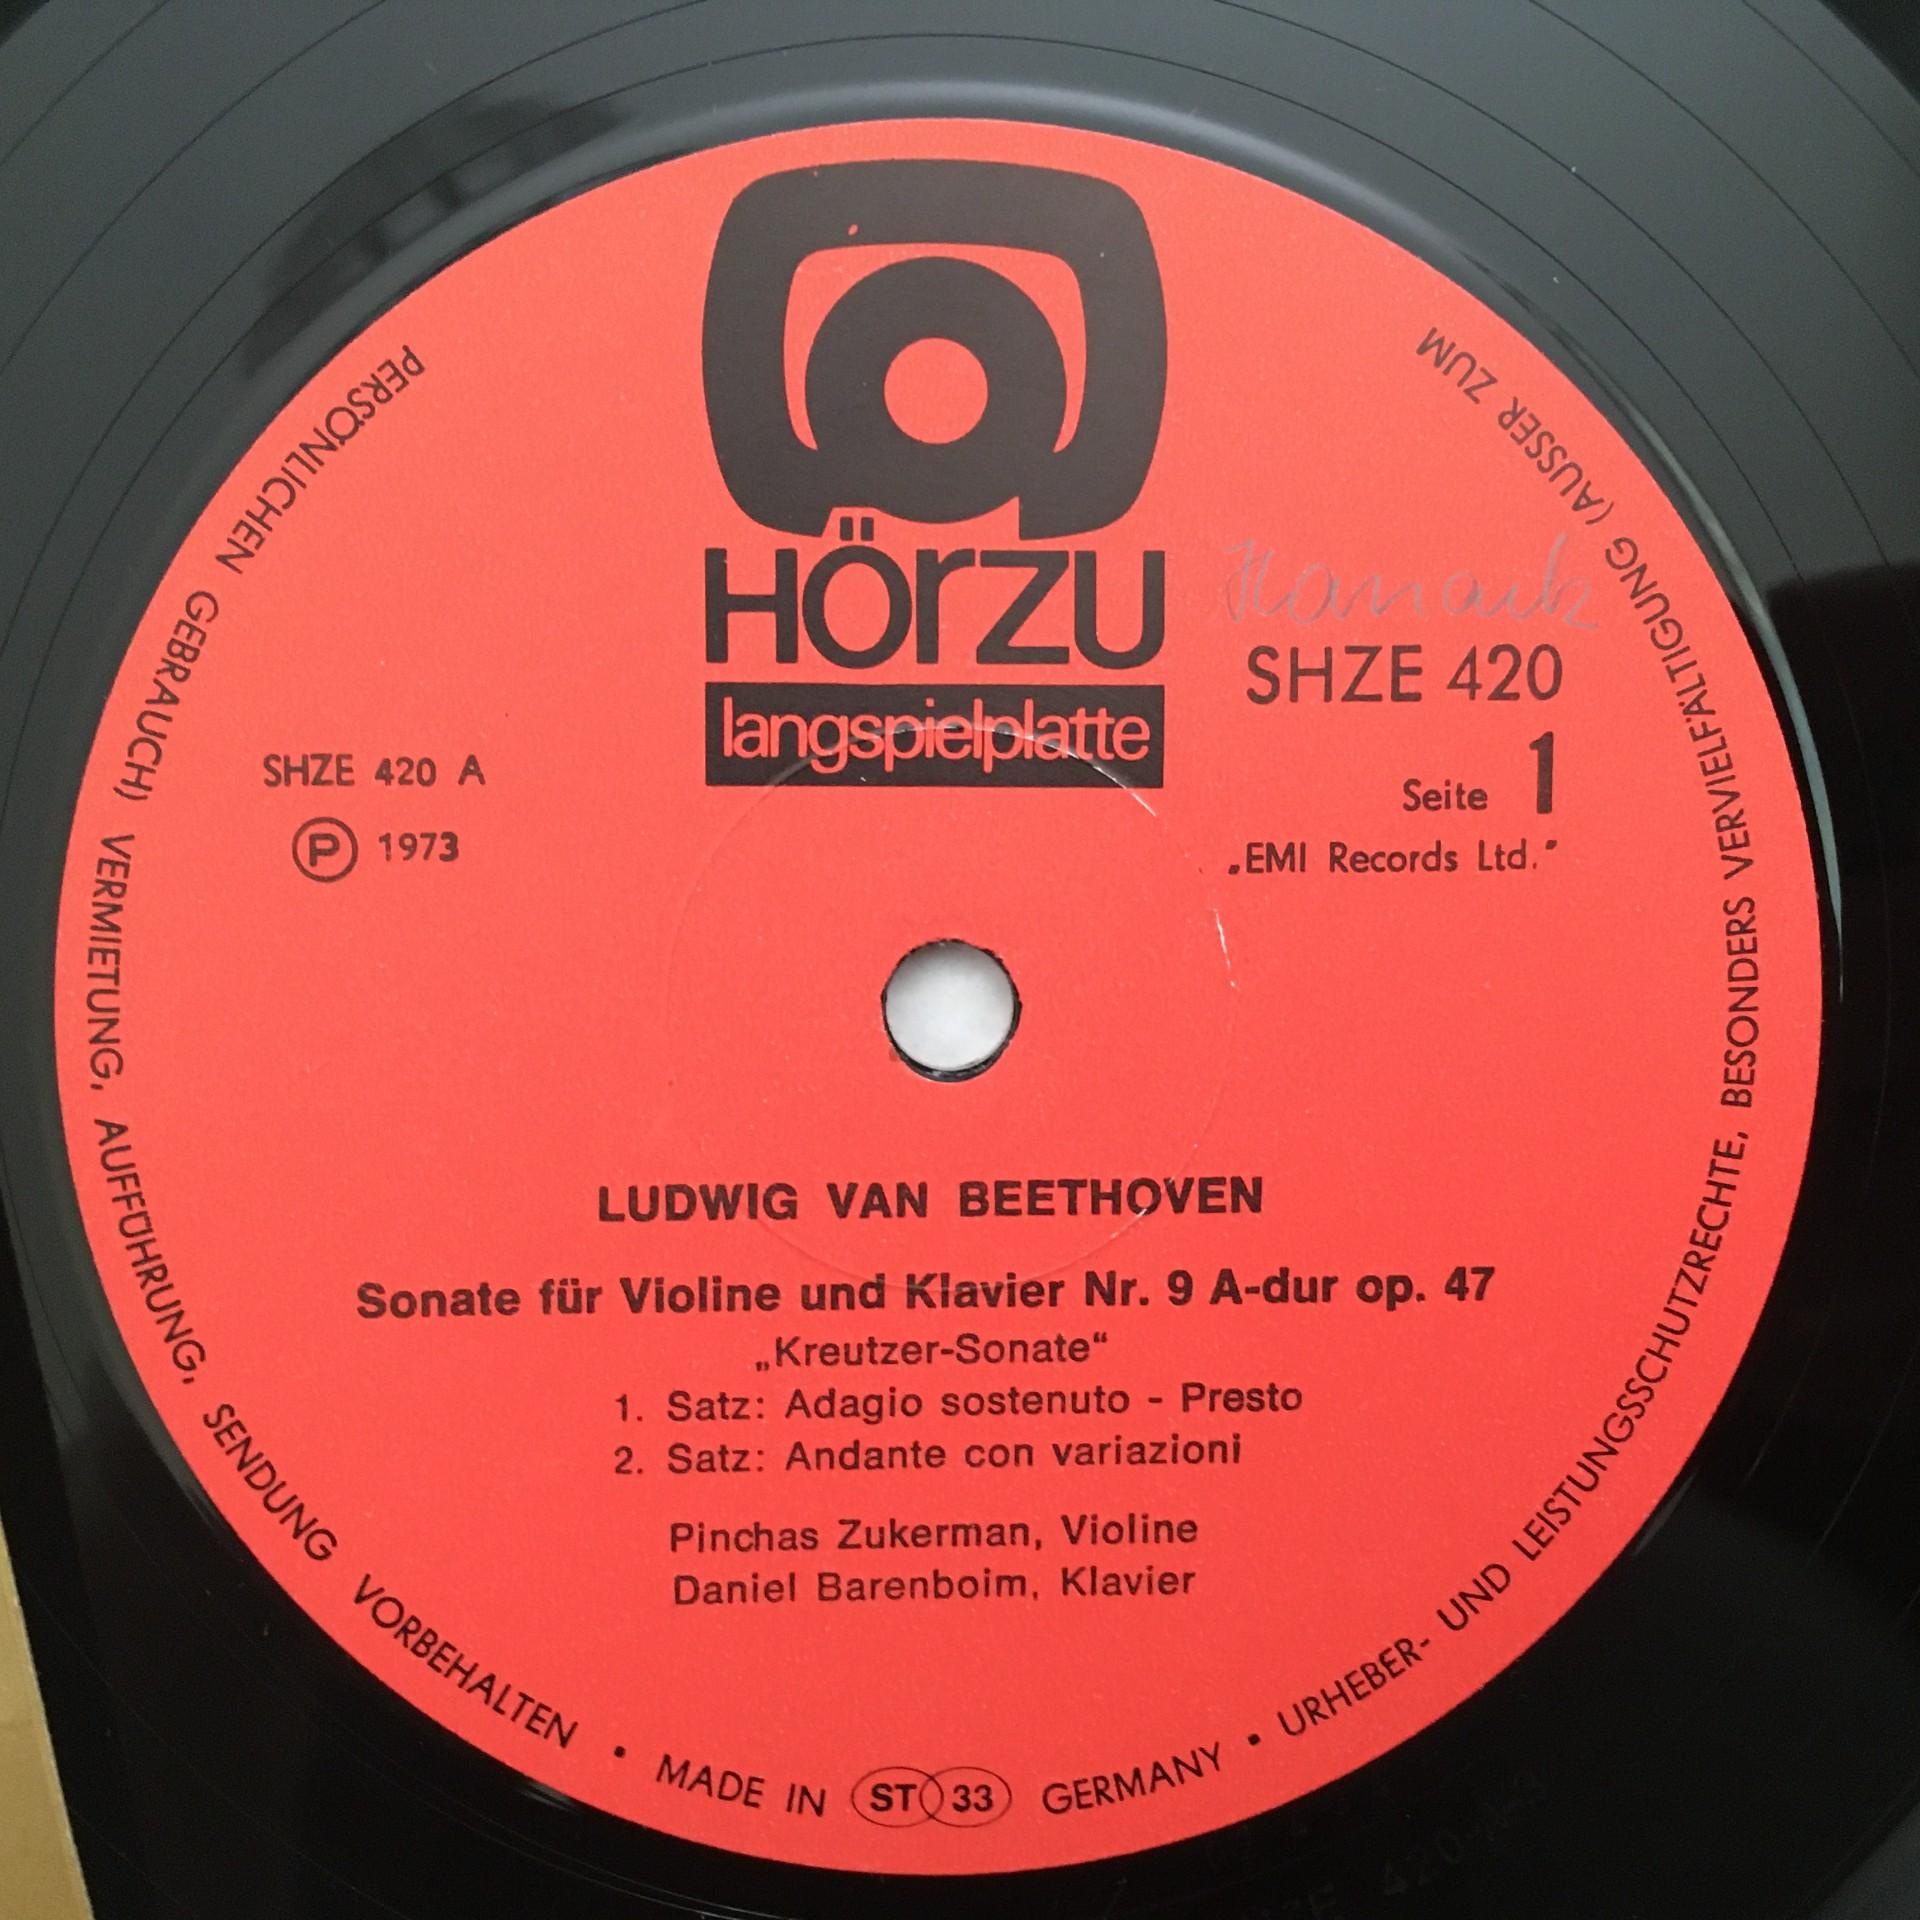 HÖRZU
langspielplatte
SHZE 420
Seite 1
„EMI Records Ltd."
SHZE 420 A
Ⓟ 1973
LUDWIG VAN BEETHOVEN
Sonate für Violine und Klavier Nr. 9 A-dur op. 47
„Kreutzer-Sonate“
1. Satz: Adagio sostenuto - Presto
2. Satz: Andante con variazioni
Pinchas Zukerman, Violine
Daniel Barenboim, Klavier
MADE IN ST 33 GERMANY • URHEBER- UND LEISTUNGSSCHUTZRECHTE, BESONDERS VERVIELFÄLTIGUNG (AUSSER ZUM PERSÖNLICHEN GEBRAUCH) VERMIETUNG, AUFFÜHRUNG, SENDUNG VORBEHALTEN •